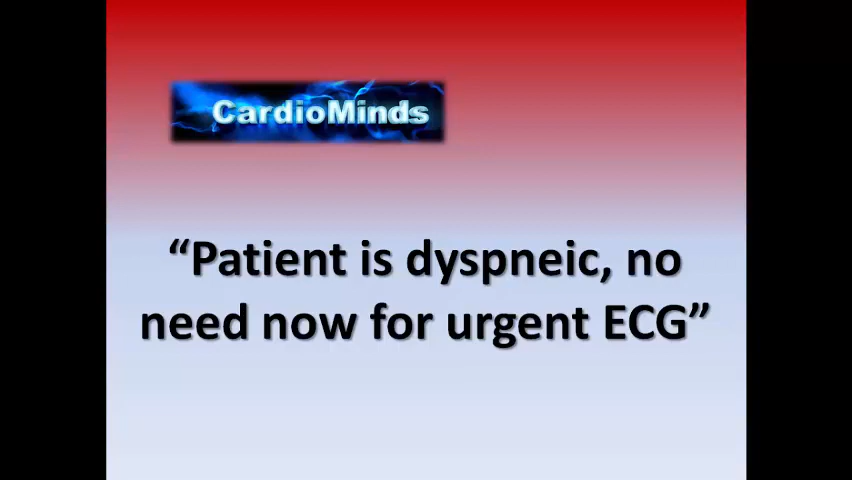 CardioMinds
“Patient is dyspneic, no
need now for urgent ECG”